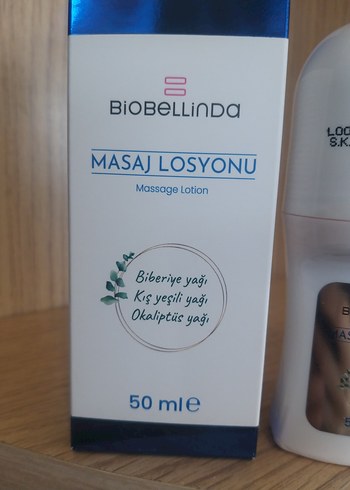 BiOBELLiNDA
MASAJ LOSYONU
Massage Lotion
Biberiye yağı
Kış yeşili yağı
Okaliptüs yağı
50 ml e